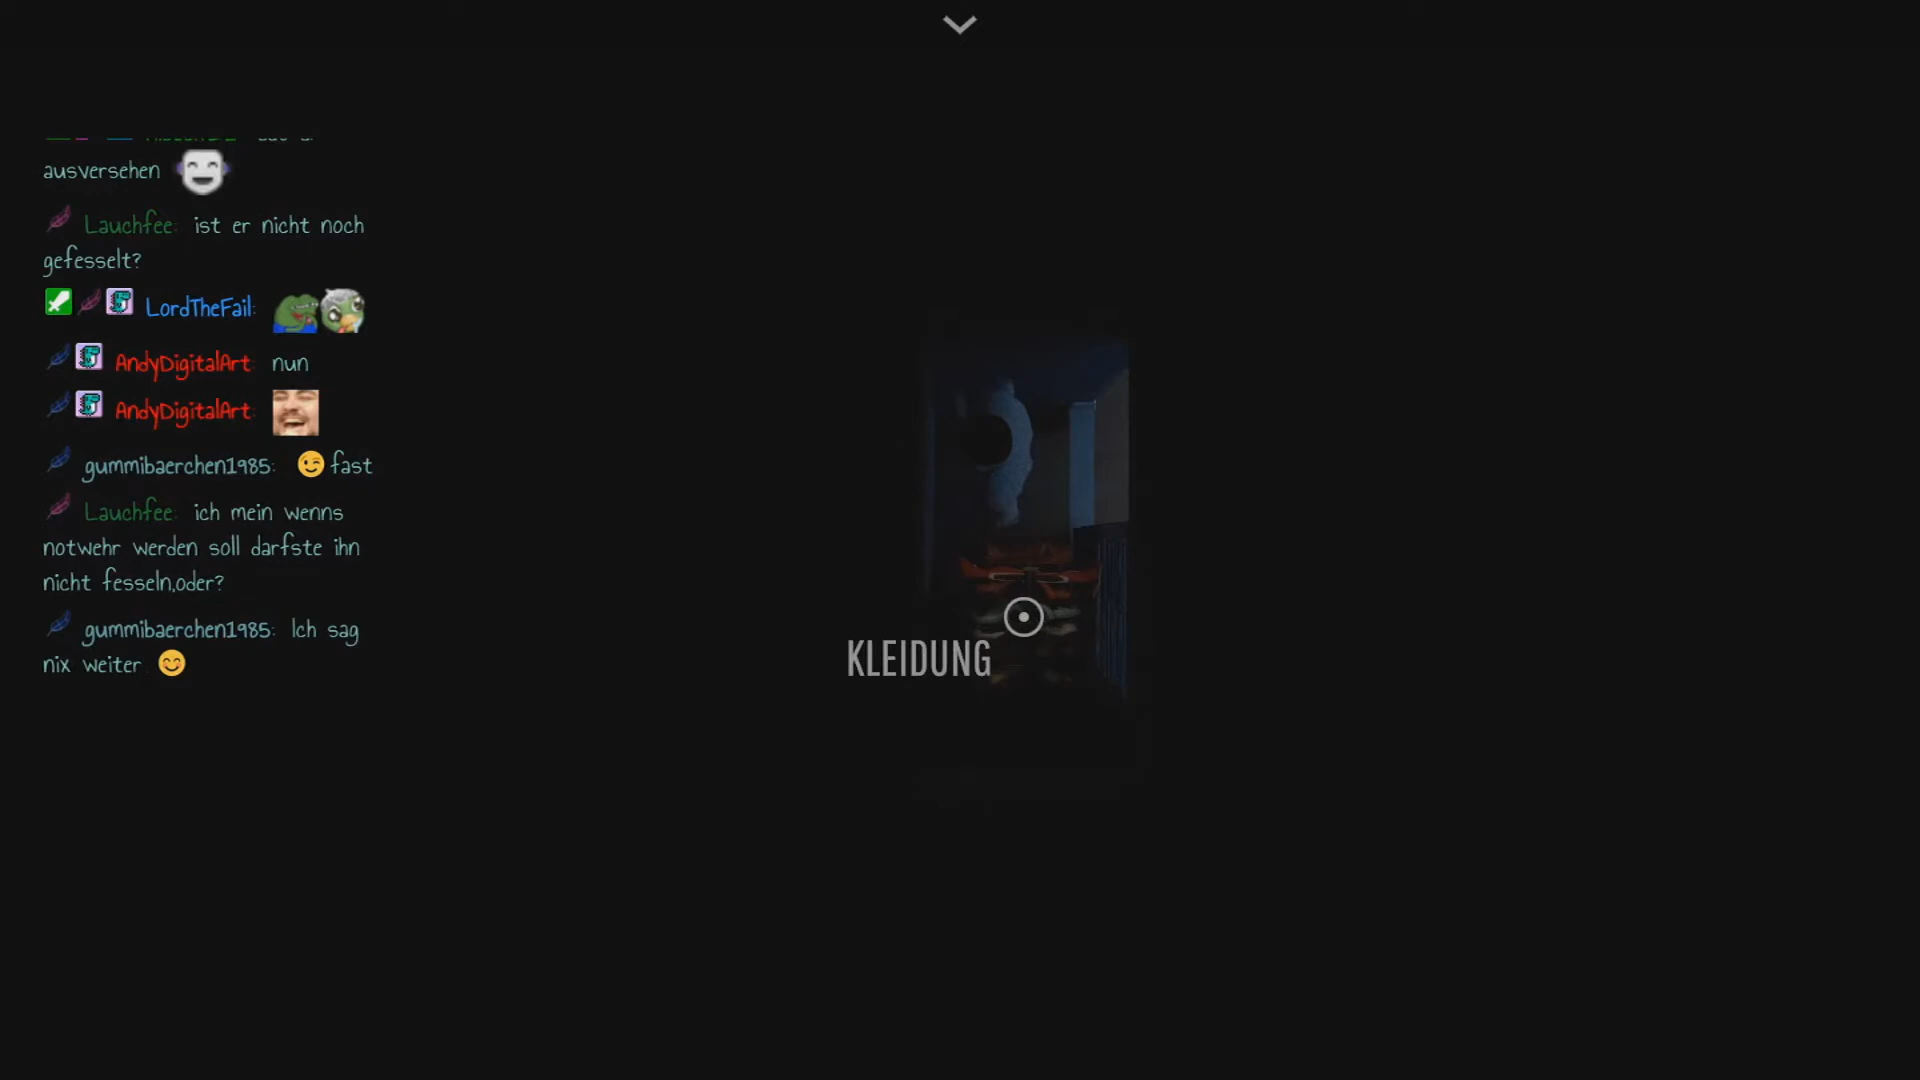 ausversehen
Lauchfee: ist er nicht noch
gefesselt?
LordTheFail:
AndyDigitalArt: nun
AndyDigitalArt:
gummibaerchen1985: fast
Lauchfee: ich mein wenns
notwehr werden soll darfste ihn
nicht fesseln,oder?
gummibaerchen1985: Ich sag
nix weiter
KLEIDUNG